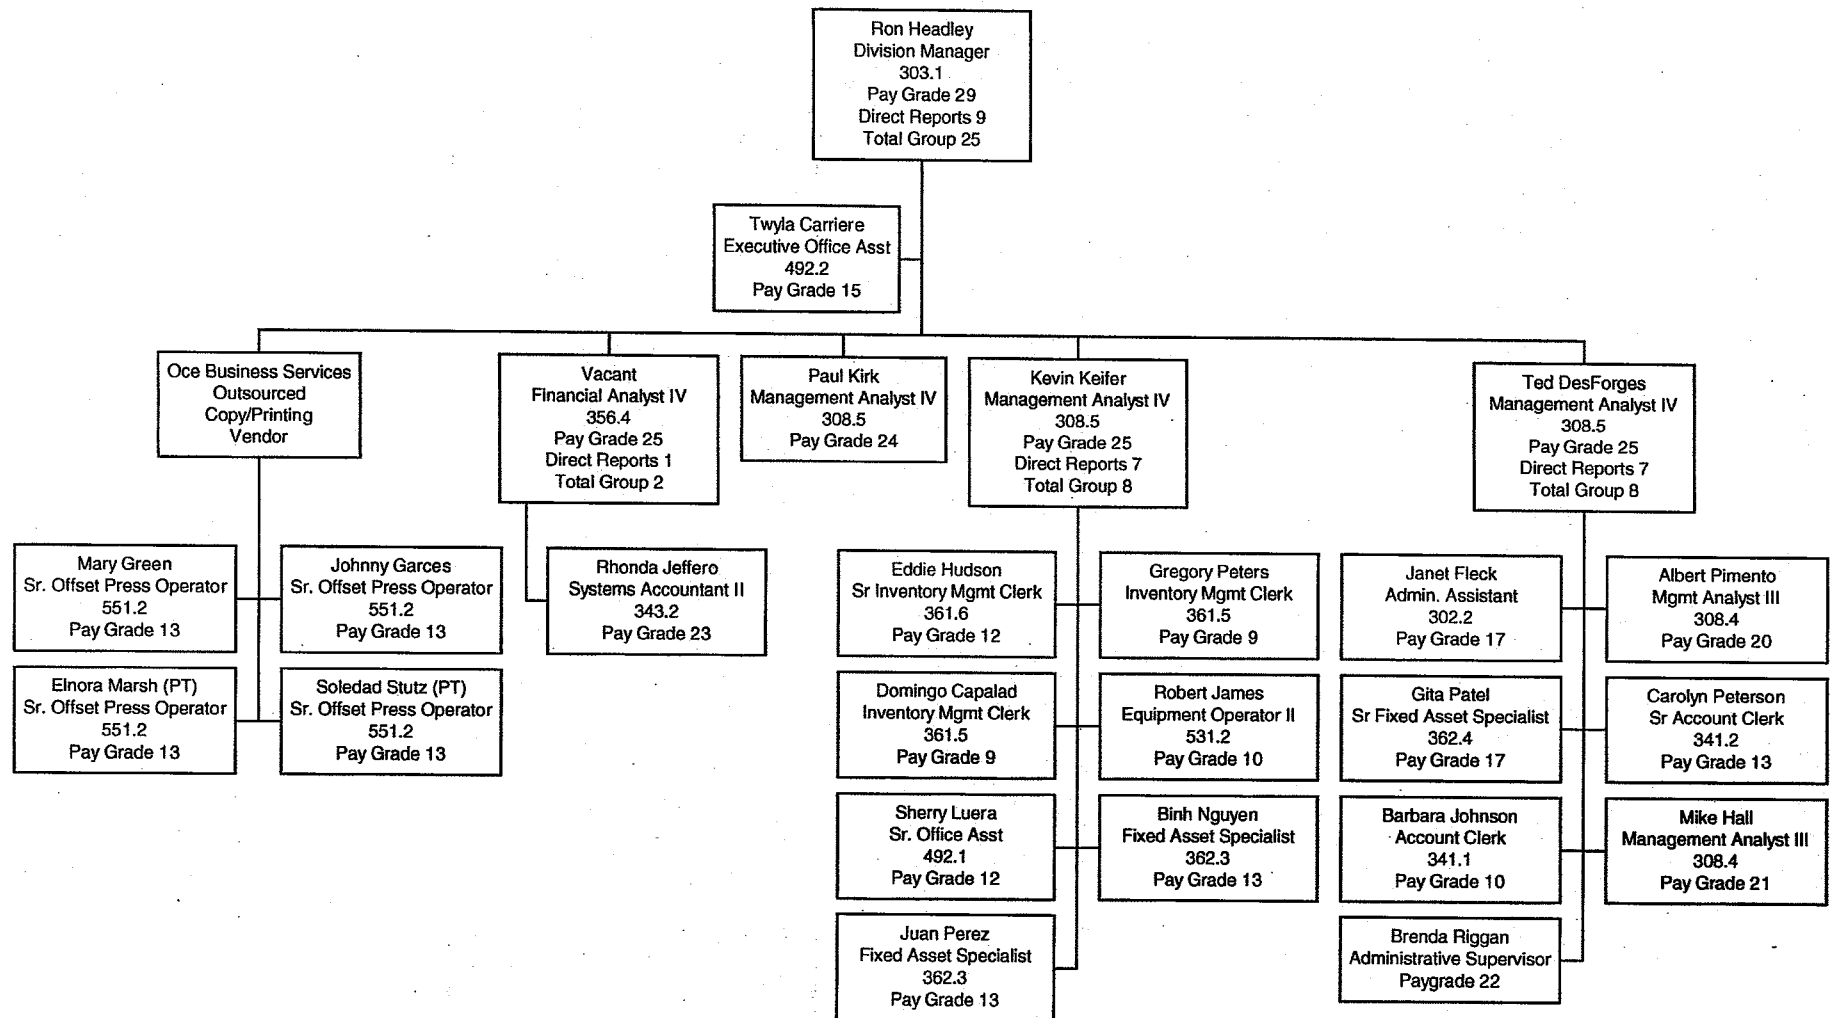 Ron Headley
Division Manager
303.1
Pay Grade 29
Direct Reports 9
Total Group 25
Twyla Carriere
Executive Office Asst
492.2
Pay Grade 15
Oce Business Services
Outsourced
Copy/Printing
Vendor
Vacant
Financial Analyst IV
356.4
Pay Grade 25
Direct Reports 1
Total Group 2
Paul Kirk
Management Analyst IV
308.5
Pay Grade 24
Kevin Keifer
Management Analyst IV
308.5
Pay Grade 25
Direct Reports 7
Total Group 8
Ted DesForges
Management Analyst IV
308.5
Pay Grade 25
Direct Reports 7
Total Group 8
Mary Green
Sr. Offset Press Operator
551.2
Pay Grade 13
Johnny Garces
Sr. Offset Press Operator
551.2
Pay Grade 13
Elnora Marsh (PT)
Sr. Offset Press Operator
551.2
Pay Grade 13
Soledad Stutz (PT)
Sr. Offset Press Operator
551.2
Pay Grade 13
Rhonda Jeffero
Systems Accountant II
343.2
Pay Grade 23
Eddie Hudson
Sr Inventory Mgmt Clerk
361.6
Pay Grade 12
Gregory Peters
Inventory Mgmt Clerk
361.5
Pay Grade 9
Domingo Capalad
Inventory Mgmt Clerk
361.5
Pay Grade 9
Robert James
Equipment Operator II
531.2
Pay Grade 10
Sherry Luera
Sr. Office Asst
492.1
Pay Grade 12
Binh Nguyen
Fixed Asset Specialist
362.3
Pay Grade 13
Juan Perez
Fixed Asset Specialist
362.3
Pay Grade 13
Janet Fleck
Admin. Assistant
302.2
Pay Grade 17
Albert Pimento
Mgmt Analyst III
308.4
Pay Grade 20
Gita Patel
Sr Fixed Asset Specialist
362.4
Pay Grade 17
Carolyn Peterson
Sr Account Clerk
341.2
Pay Grade 13
Barbara Johnson
Account Clerk
341.1
Pay Grade 10
Mike Hall
Management Analyst III
308.4
Pay Grade 21
Brenda Riggan
Administrative Supervisor
Paygrade 22